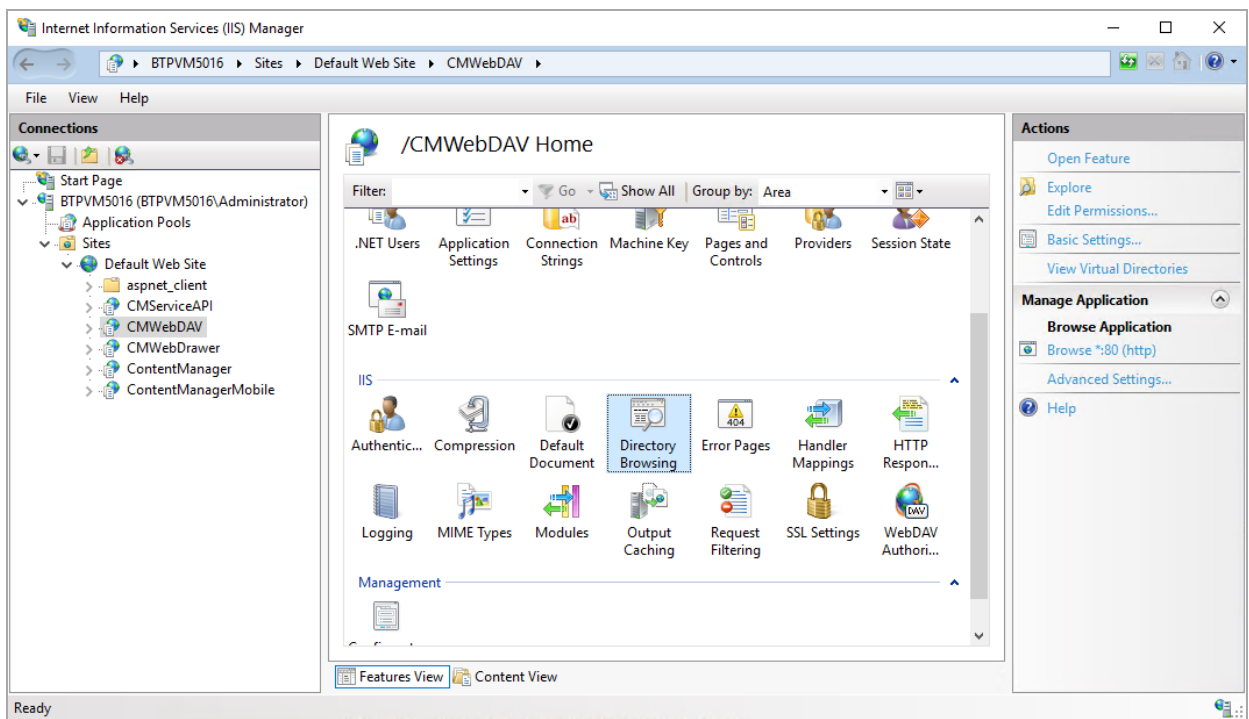 Internet Information Services (IIS) Manager
BTPVM5016 Sites Default Web Site CMWebDAV
File View Help
Connections
Start Page
BTPVM5016 (BTPVM5016\Administrator)
Application Pools
Sites
Default Web Site
aspnet_client
CMServiceAPI
CMWebDAV
CMWebDrawer
ContentManager
ContentManagerMobile
/CMWebDAV Home
Filter: Go Show All Group by: Area
ab
.NET Users Application Settings Connection Strings Machine Key Pages and Controls Providers Session State
SMTP E-mail
IIS
404
Authentic... Compression Default Document Directory Browsing Error Pages Handler Mappings HTTP Respon...
DAV
Logging MIME Types Modules Output Caching Request Filtering SSL Settings WebDAV Authori...
Management
Features View Content View
Actions
Open Feature
Explore
Edit Permissions...
Basic Settings...
View Virtual Directories
Manage Application
Browse Application
Browse *:80 (http)
Advanced Settings...
Help
Ready